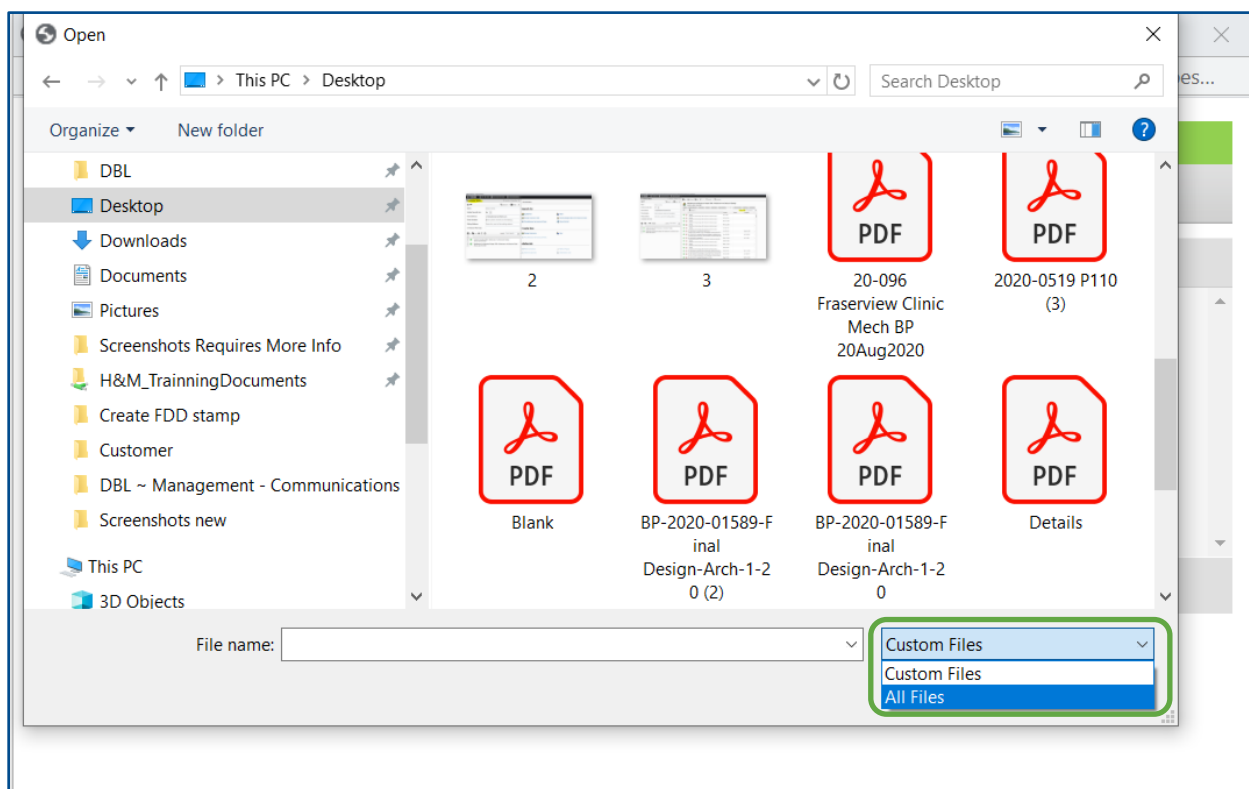 Open
es...
This PC > Desktop
Search Desktop
Organize
New folder
?
DBL
Desktop
Downloads
Documents
Pictures
Screenshots Requires More Info
H&M_TrainningDocuments
Create FDD stamp
Customer
DBL ~ Management - Communications
Screenshots new
This PC
3D Objects
2
3
PDF
20-096
Fraserview Clinic
Mech BP
20Aug2020
PDF
2020-0519 P110
(3)
PDF
Blank
PDF
BP-2020-01589-F
inal
Design-Arch-1-2
0 (2)
PDF
BP-2020-01589-F
inal
Design-Arch-1-2
0
PDF
Details
File name:
Custom Files
Custom Files
All Files